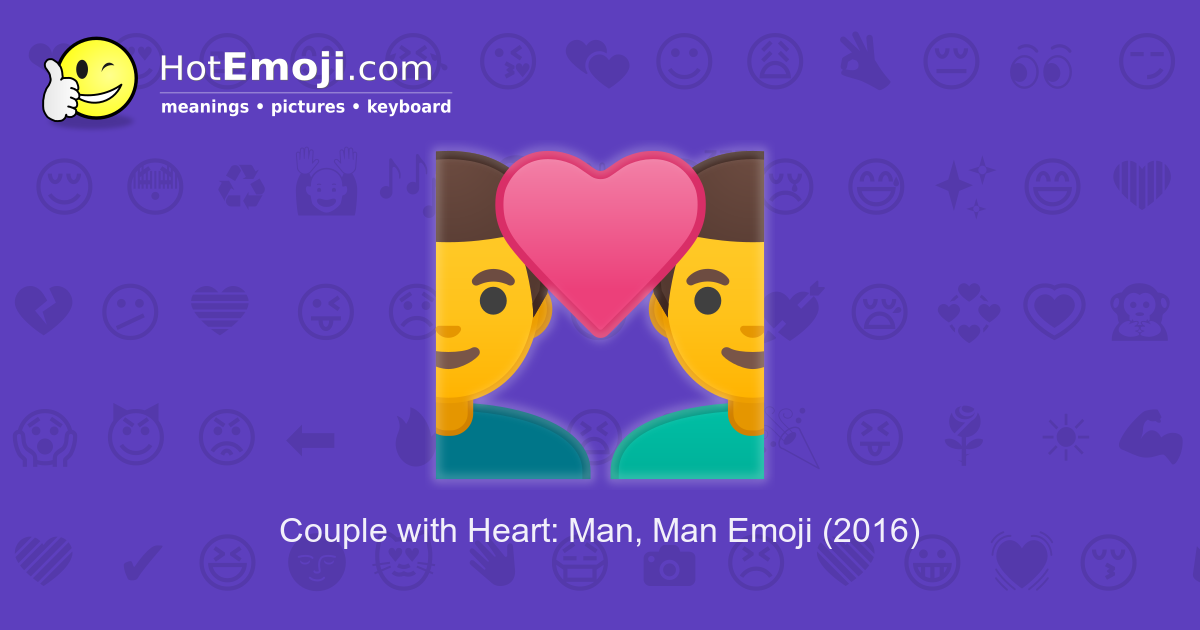 HotEmoji.com
meanings • pictures • keyboard
Couple with Heart: Man, Man Emoji (2016)